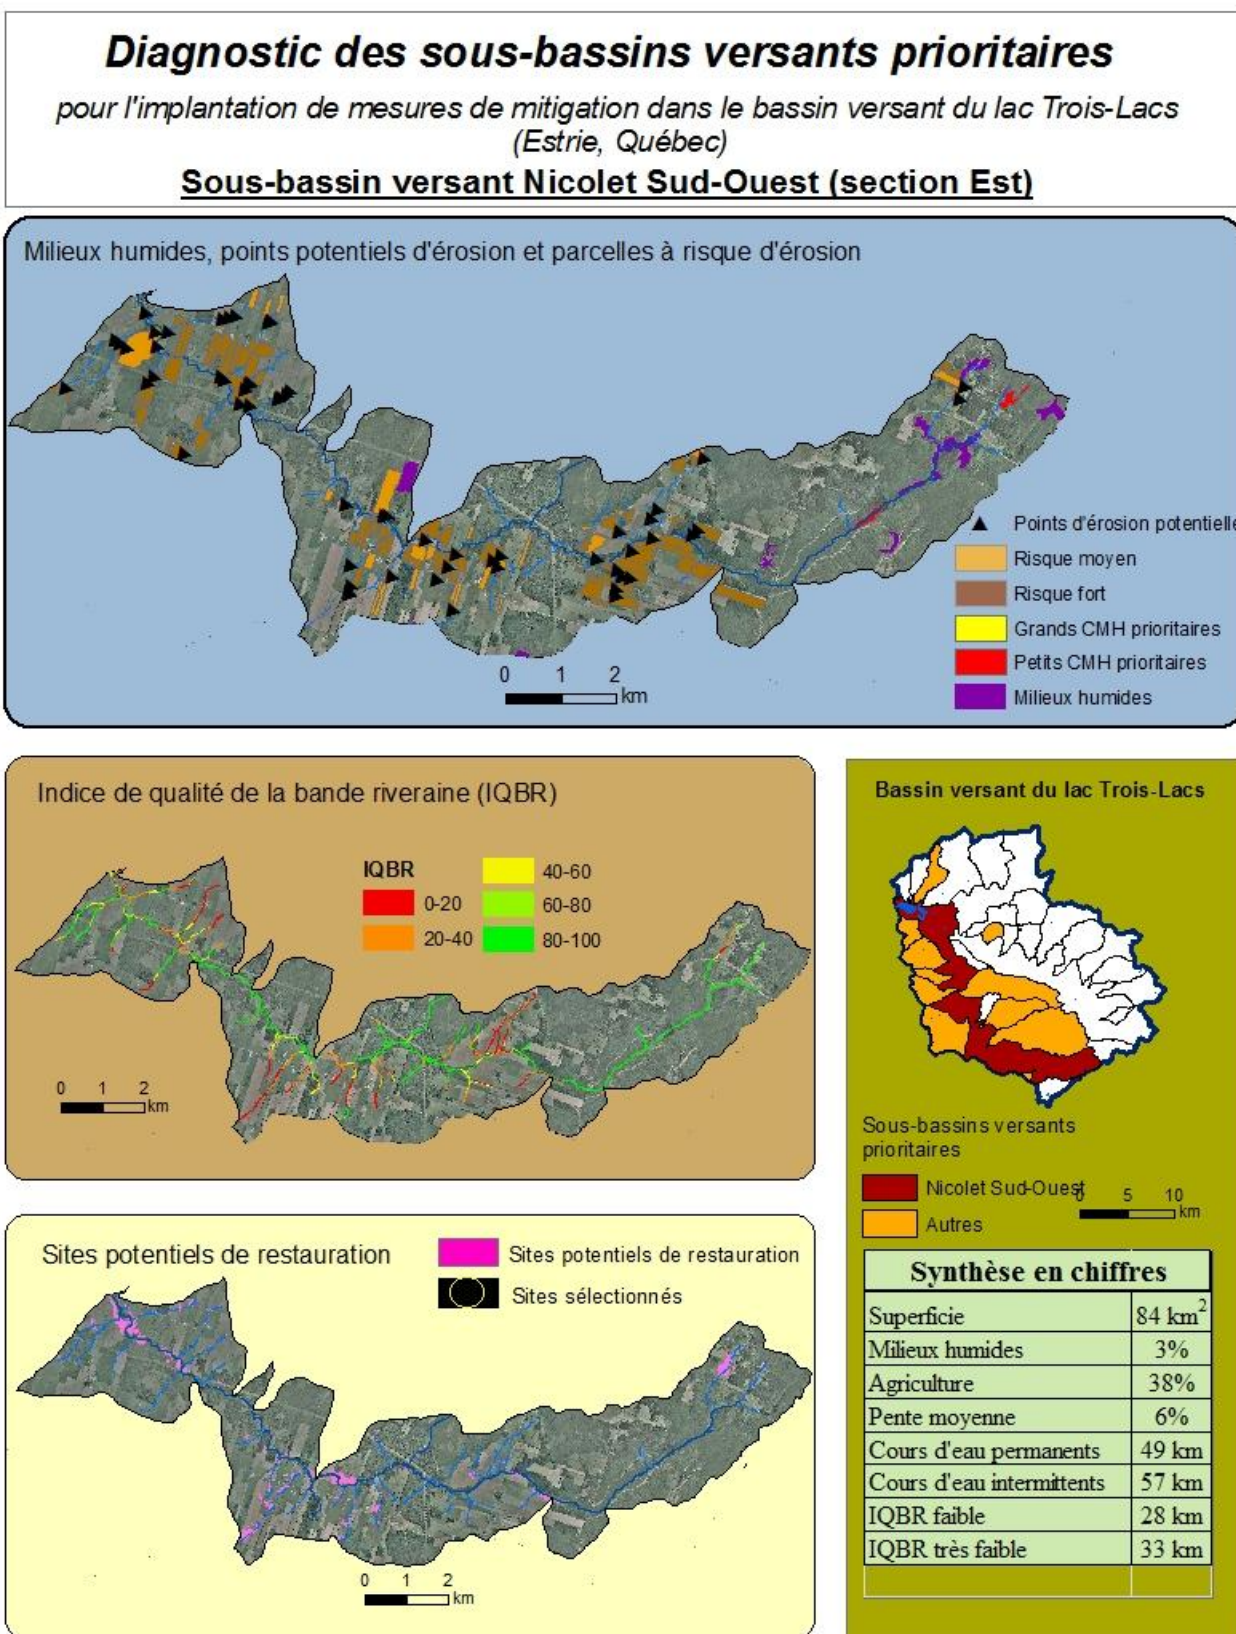 Diagnostic des sous-bassins versants prioritaires
pour l'implantation de mesures de mitigation dans le bassin versant du lac Trois-Lacs
(Estrie, Québec)
Sous-bassin versant Nicolet Sud-Ouest (section Est)
Milieux humides, points potentiels d'érosion et parcelles à risque d'érosion
Points d'érosion potentielle
Risque moyen
Risque fort
Grands CMH prioritaires
Petits CMH prioritaires
Milieux humides
0 1 2
km
Indice de qualité de la bande riveraine (IQBR)
IQBR
0-20
20-40
40-60
60-80
80-100
0 1 2
km
Bassin versant du lac Trois-Lacs
Sous-bassins versants
prioritaires
Nicolet Sud-Ouest
Autres
0 5 10
km
Sites potentiels de restauration
Sites potentiels de restauration
Sites sélectionnés
0 1 2
km
Synthèse en chiffres
Superficie 84 km²
Milieux humides 3%
Agriculture 38%
Pente moyenne 6%
Cours d'eau permanents 49 km
Cours d'eau intermittents 57 km
IQBR faible 28 km
IQBR très faible 33 km